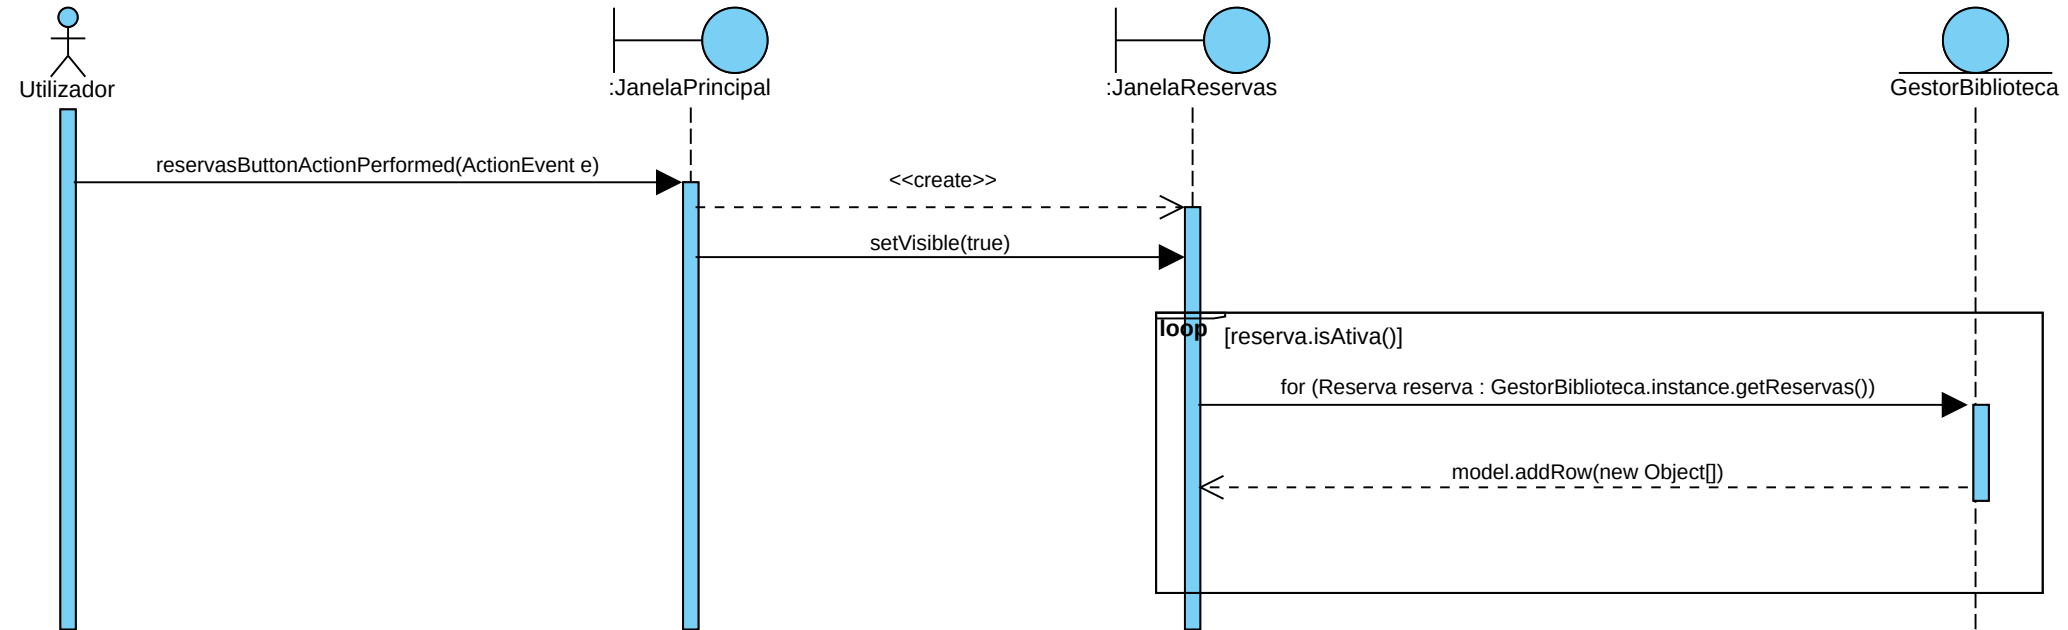 Utilizador
:JanelaPrincipal
:JanelaReservas
GestorBiblioteca
reservasButtonActionPerformed(ActionEvent e)
<<create>>
setVisible(true)
loop
[reserva.isAtiva()]
for (Reserva reserva : GestorBiblioteca.instance.getReservas())
model.addRow(new Object[])